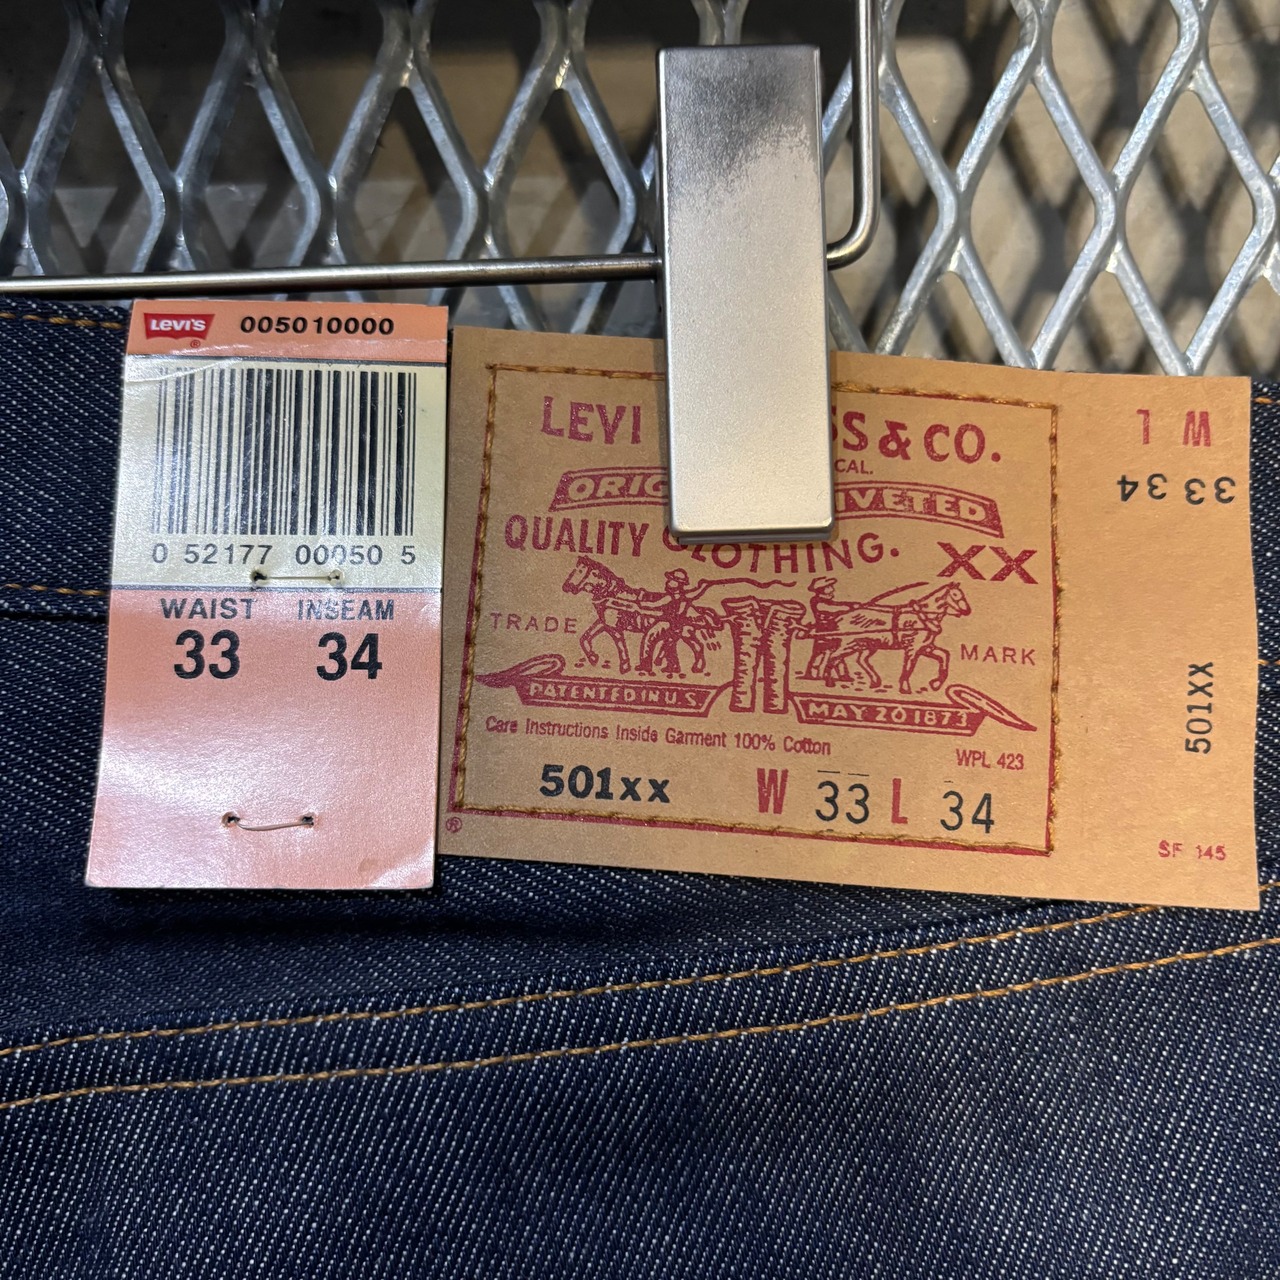 LEVI'S
®
005010000
0 52177 00050 5
WAIST INSEAM
33 34
LEVI SS & CO.
CAL.
ORIG IVETED
QUALITY CLOTHING.
XX
TRADE MARK
PATENTED IN U.S.
MAY 20 1873
Care Instructions Inside Garment 100% Cotton
WPL 423
501xx W 33 L 34
®
W L
33 34
501XX
SF 145